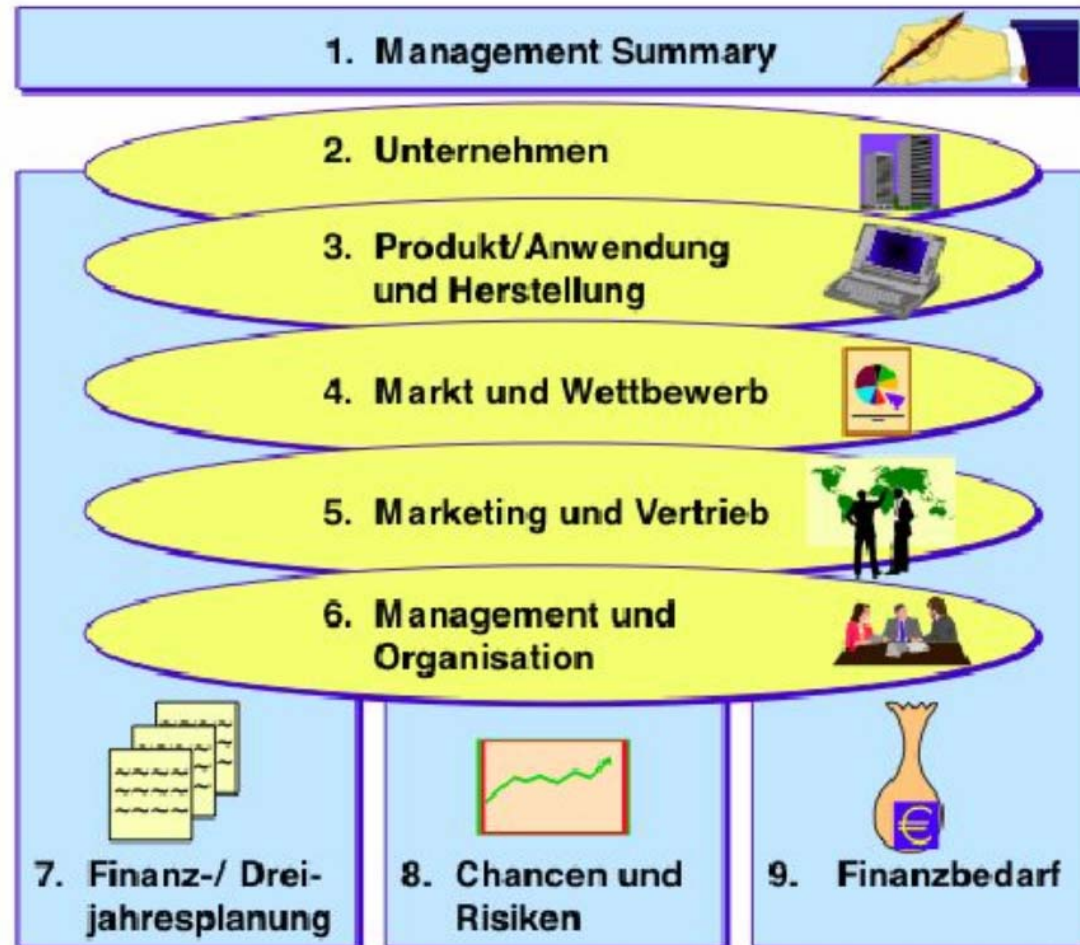 1. Management Summary
2. Unternehmen
3. Produkt/Anwendung
und Herstellung
4. Markt und Wettbewerb
5. Marketing und Vertrieb
6. Management und
Organisation
7. Finanz-/ Drei-
jahresplanung
8. Chancen und
Risiken
9. Finanzbedarf
€